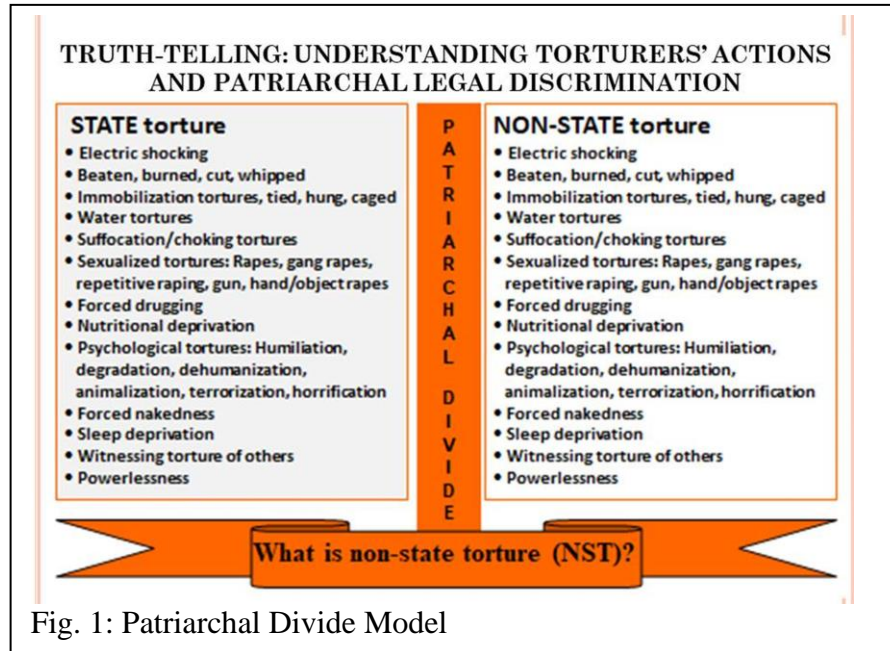 TRUTH-TELLING: UNDERSTANDING TORTURERS' ACTIONS
AND PATRIARCHAL LEGAL DISCRIMINATION
STATE torture
• Electric shocking
• Beaten, burned, cut, whipped
• Immobilization tortures, tied, hung, caged
• Water tortures
• Suffocation/choking tortures
• Sexualized tortures: Rapes, gang rapes,
repetitive raping, gun, hand/object rapes
• Forced drugging
• Nutritional deprivation
• Psychological tortures: Humiliation,
degradation, dehumanization,
animalization, terrorization, horrification
• Forced nakedness
• Sleep deprivation
• Witnessing torture of others
• Powerlessness
PATRIARCHAL DIVIDE
NON-STATE torture
• Electric shocking
• Beaten, burned, cut, whipped
• Immobilization tortures, tied, hung, caged
• Water tortures
• Suffocation/choking tortures
• Sexualized tortures: Rapes, gang rapes,
repetitive raping, gun, hand/object rapes
• Forced drugging
• Nutritional deprivation
• Psychological tortures: Humiliation,
degradation, dehumanization,
animalization, terrorization, horrification
• Forced nakedness
• Sleep deprivation
• Witnessing torture of others
• Powerlessness
What is non-state torture (NST)?
Fig. 1: Patriarchal Divide Model